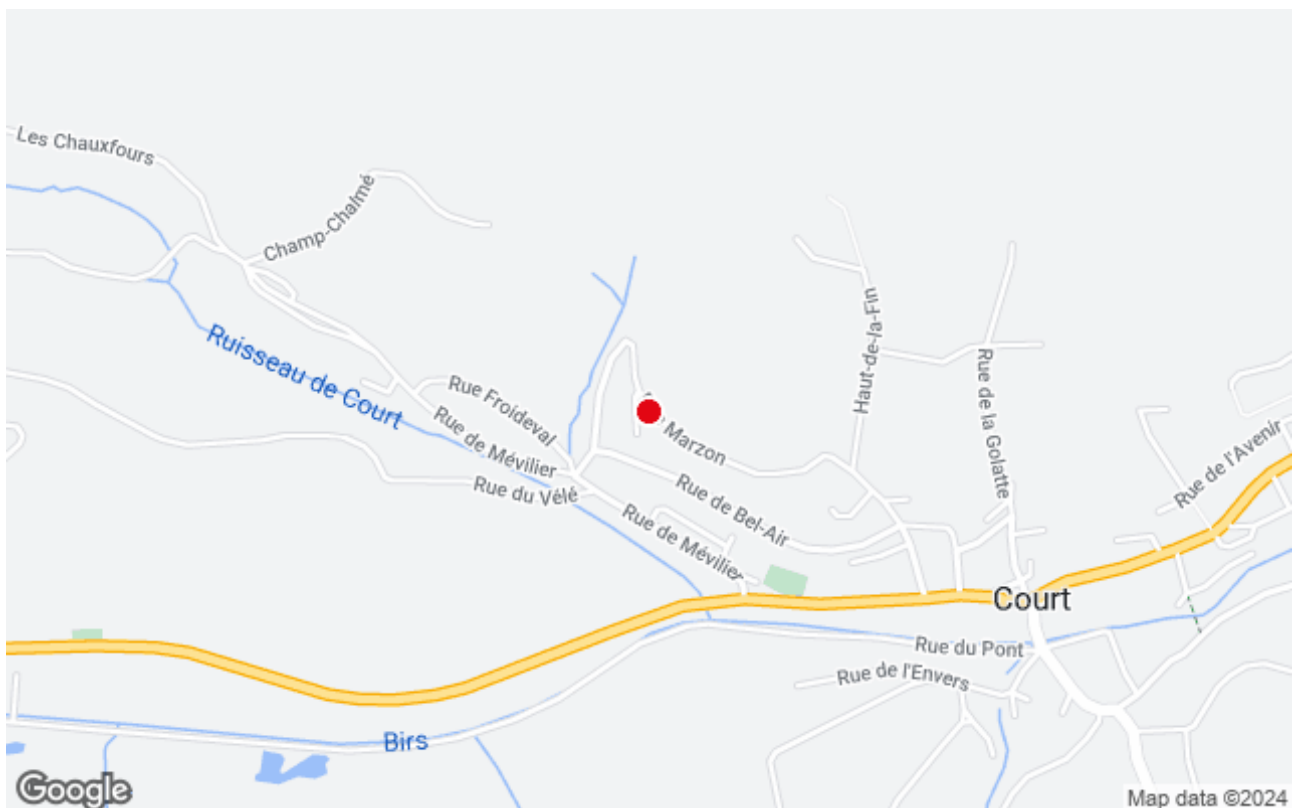 Les Chauxfours
Champ-Chalmé
Ruisseau de Court
Rue Froideval
Rue de Mévilier
Rue du Vélé
Marzon
Rue de Bel-Air
Rue de Mévilier
Haut-de-la-Fin
Rue de la Golatte
Rue de l'Avenir
Court
Rue du Pont
Rue de l'Envers
Birs
Google
Map data ©2024